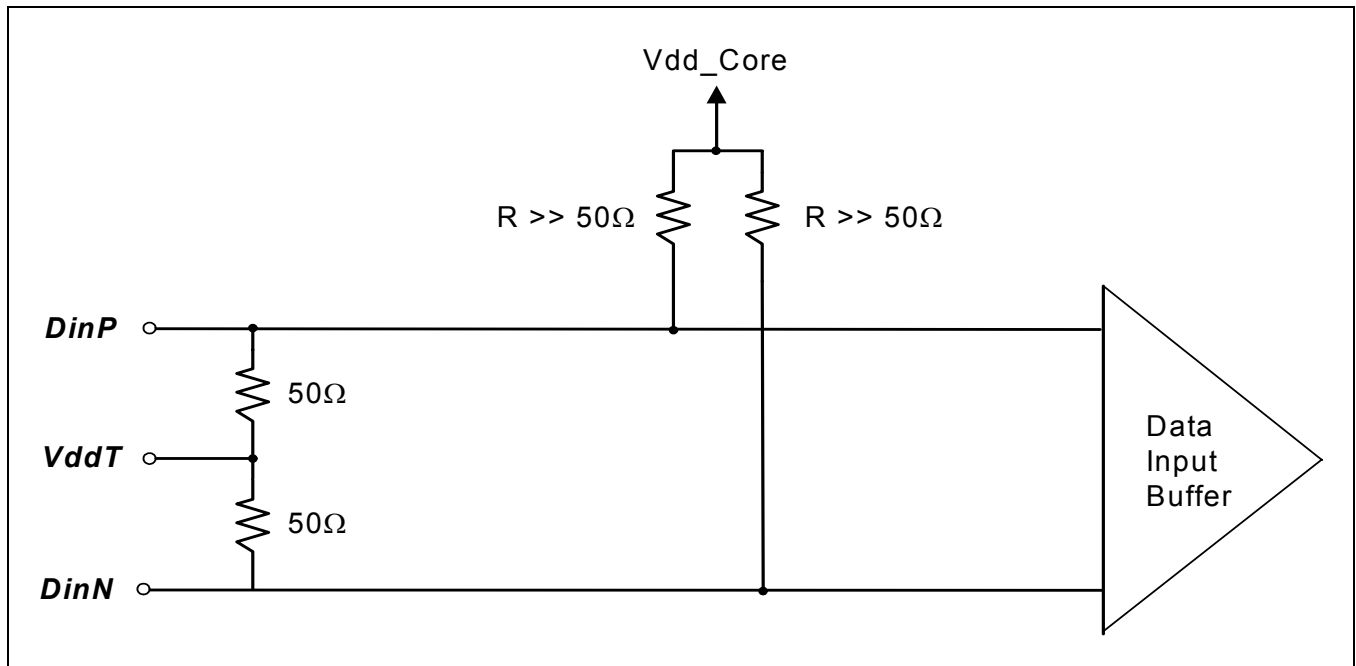 Vdd_Core
R >> 50Ω
R >> 50Ω
DinP
50Ω
VddT
50Ω
DinN
Data
Input
Buffer